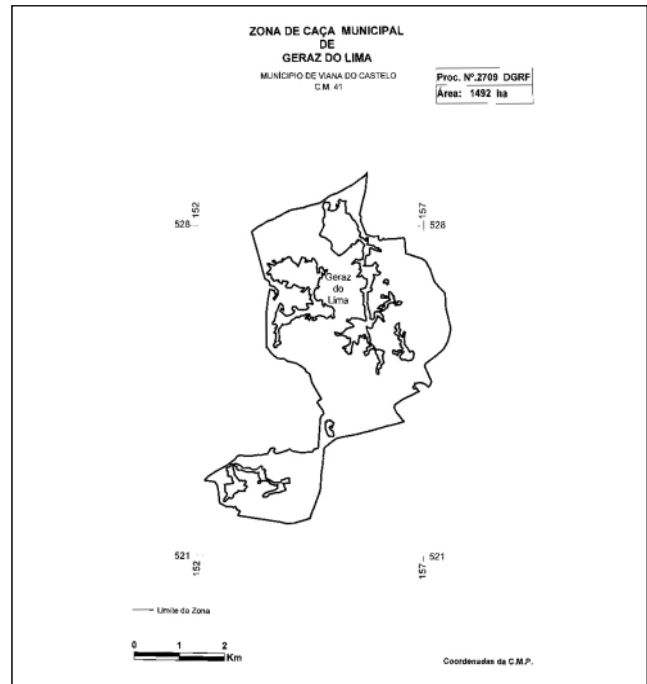 ZONA DE CAÇA MUNICIPAL
DE
GERAZ DO LIMA
MUNICÍPIO DE VIANA DO CASTELO
C.M. 41
Proc. Nº.2709 DGRF
Área: 1492 ha
152
157
528
528
Geraz
do
Lima
521
521
152
157
Limite da Zona
0 1 2
Km
Coordenadas da C.M.P.